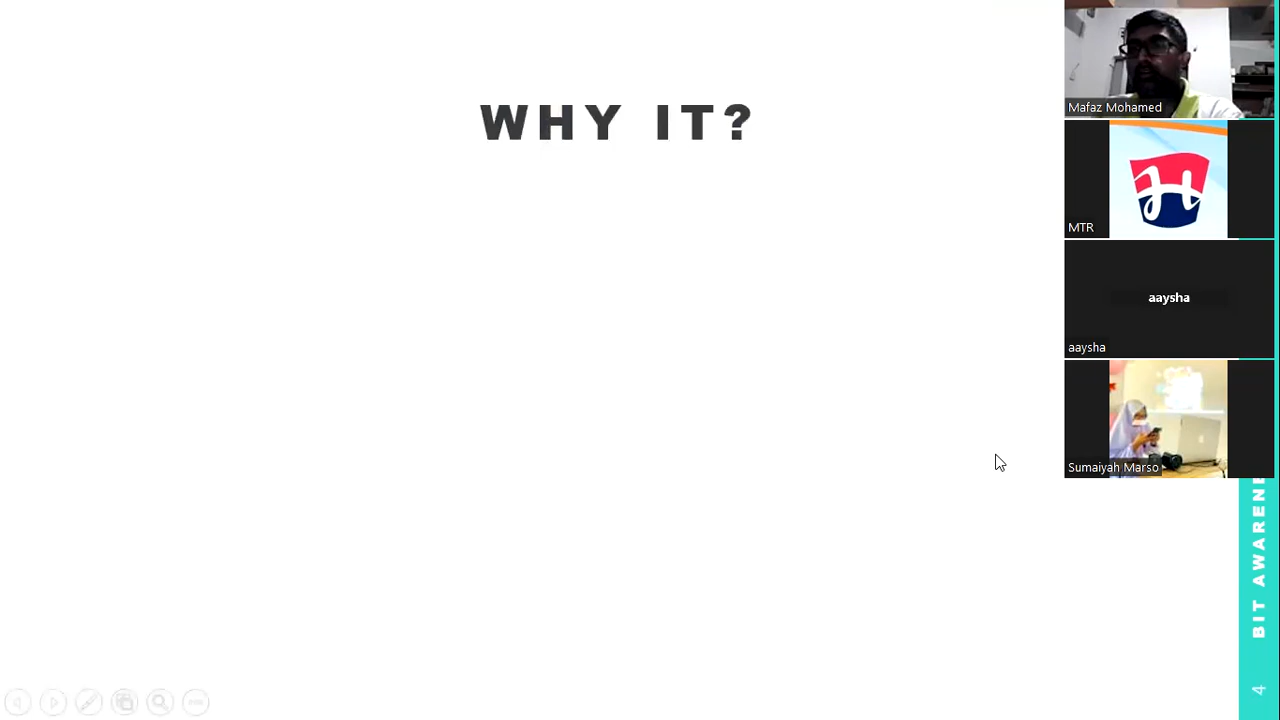 WHY IT?
Mafaz Mohamed
MTR
aaysha
aaysha
Sumaiyah Marso
BIT AWARENE
4